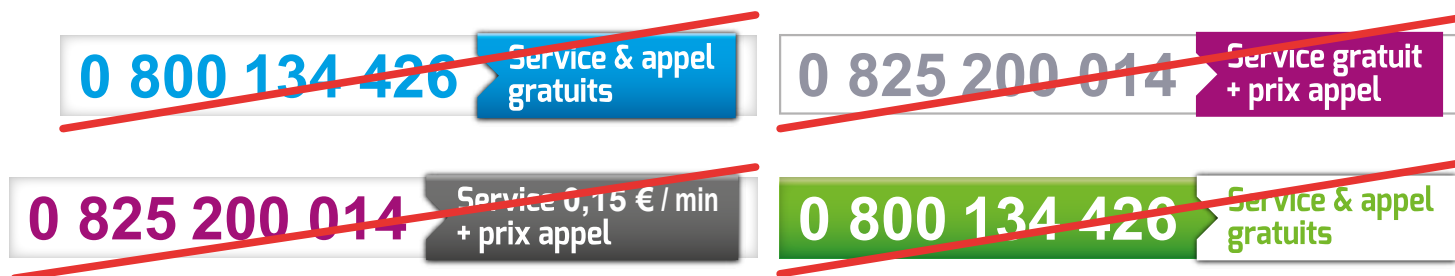 0 800 134 426
Service & appel
gratuits
0 825 200 014
Service gratuit
+ prix appel
0 825 200 014
Service 0,15 € / min
+ prix appel
0 800 134 426
Service & appel
gratuits